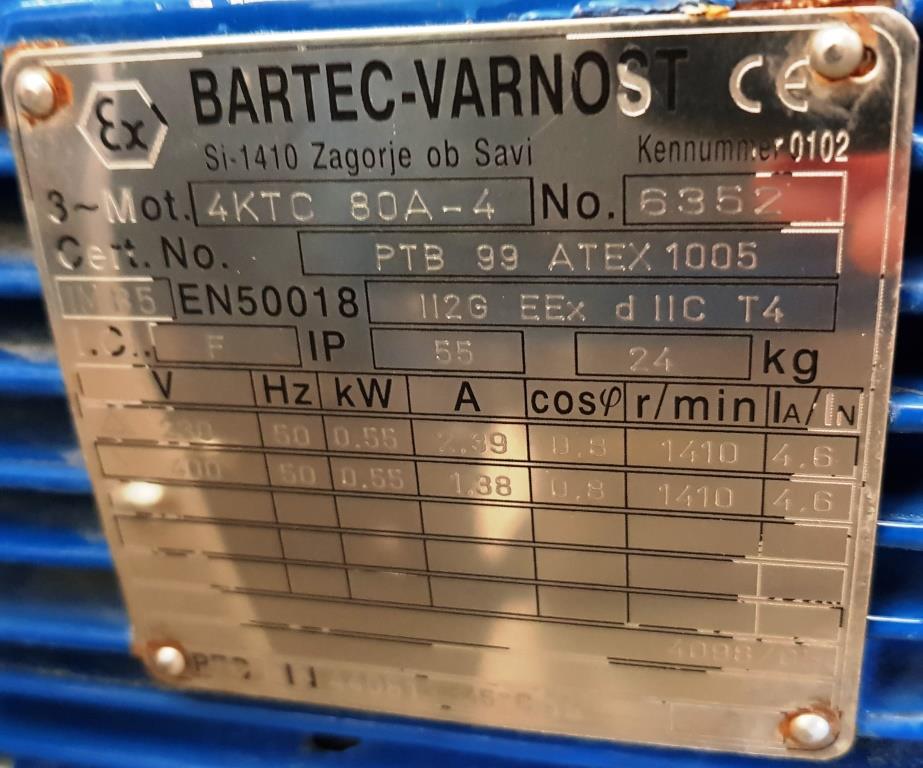 Ex BARTEC-VARNOST CE
Si-1410 Zagorje ob Savi Kennummer 0102
3~Mot. 4KTC 80A-4 No. 6352
Cert. No. PTB 99 ATEX 1005
EN50018 II2G EEx d IIC T4
F IP 55 24 kg
V Hz kW A cosφ r/min IA/IN
230 50 0.55 2.39 0.8 1410 4.6
400 50 0.55 1.38 0.8 1410 4.6